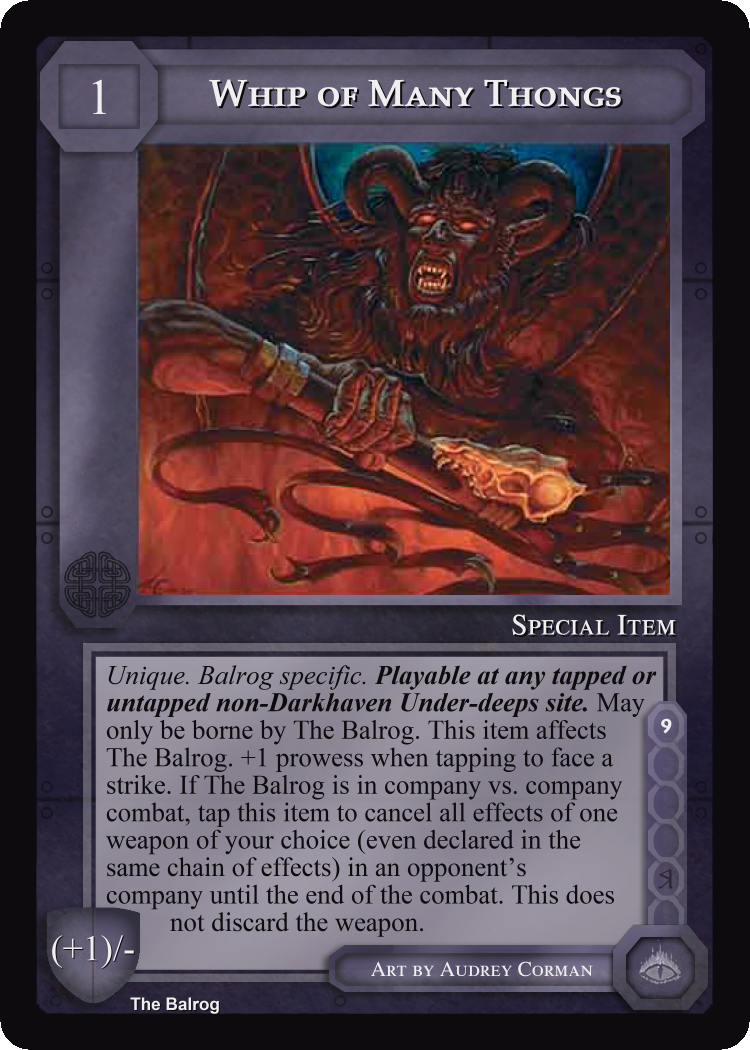 1
Whip of Many Thongs
Special Item
Unique. Balrog specific. Playable at any tapped or
untapped non-Darkhaven Under-deeps site. May
only be borne by The Balrog. This item affects
The Balrog. +1 prowess when tapping to face a
strike. If The Balrog is in company vs. company
combat, tap this item to cancel all effects of one
weapon of your choice (even declared in the
same chain of effects) in an opponent's
company until the end of the combat. This does
not discard the weapon.
9
(+1)/-
Art by Audrey Corman
The Balrog